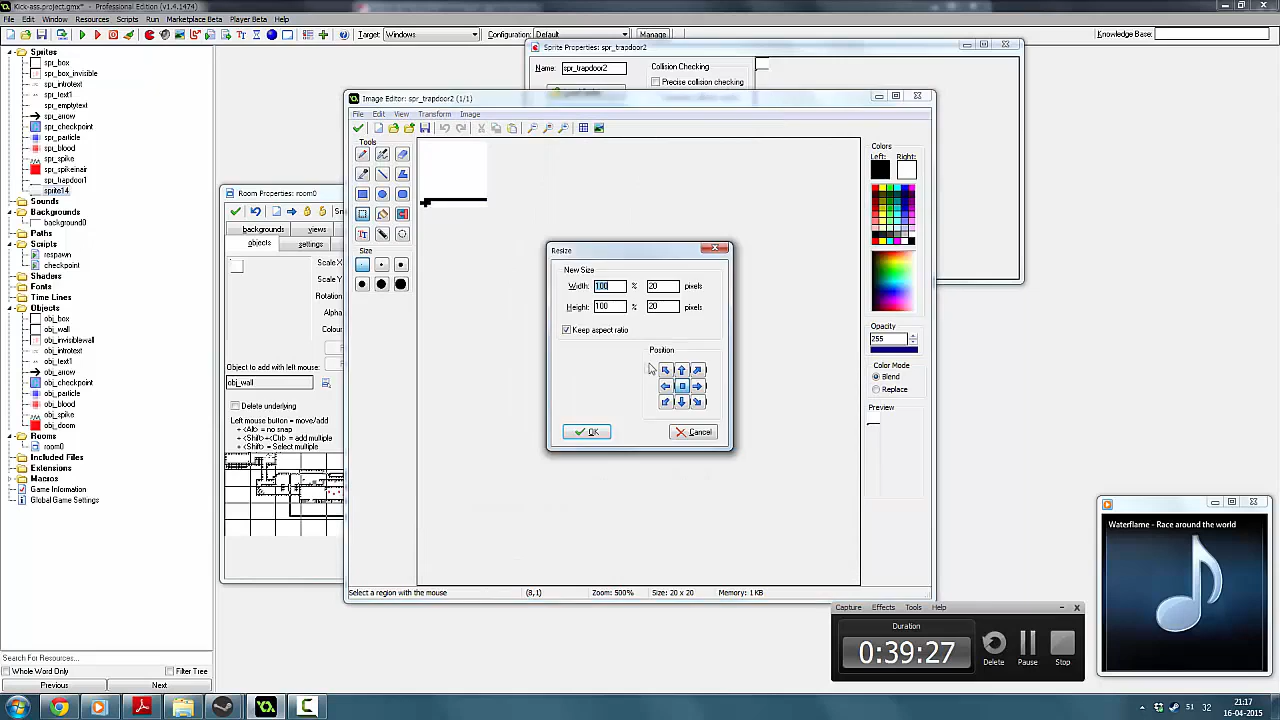 Kick-ass.project.gmx* - Professional Edition (v1.4.1474)
File Edit Window Resources Scripts Run Marketplace Beta Player Beta Help
Target: Windows Configuration: Default Manage Knowledge Base:
Sprites
spr_box
spr_box_invisible
spr_introtext
spr_text1
spr_emptytext
spr_arrow
spr_checkpoint
spr_particle
spr_blood
spr_spike
spr_spikeinair
spr_trapdoor1
sprite14
Sounds
Backgrounds
background0
Paths
Scripts
respawn
checkpoint
Shaders
Fonts
Time Lines
Objects
obj_box
obj_wall
obj_invisiblewall
obj_introtext
obj_text1
obj_arrow
obj_checkpoint
obj_particle
obj_blood
obj_spike
obj_doom
Rooms
room0
Included Files
Extensions
Macros
Game Information
Global Game Settings
Search For Resources...
Whole Word Only Filter Tree
Previous Next
Sprite Properties: spr_trapdoor2
Name: spr_trapdoor2
Collision Checking
Precise collision checking
Room Properties: room0
backgrounds views
objects settings
Scale X
Scale Y
Rotation
Alpha
Colour
Object to add with left mouse:
obj_wall
Delete underlying
Left mouse button = move/add
+ <Alt> = no snap
+ <Shift>+<Ctrl> = add multiple
+ <Shift> = Select multiple
Image Editor: spr_trapdoor2 (1/1)
File Edit View Transform Image
Tools
Size
Colors
Left: Right:
Opacity
255
Color Mode
Blend
Replace
Preview
Select a region with the mouse (8,1) Zoom: 500% Size: 20 x 20 Memory: 1 KB
Resize
New Size
Width: 100 % 20 pixels
Height: 100 % 20 pixels
Keep aspect ratio
Position
OK Cancel
Waterflame - Race around the world
Capture Effects Tools Help
Duration
0:39:27
Delete Pause Stop
51 32
21:17
16-04-2015